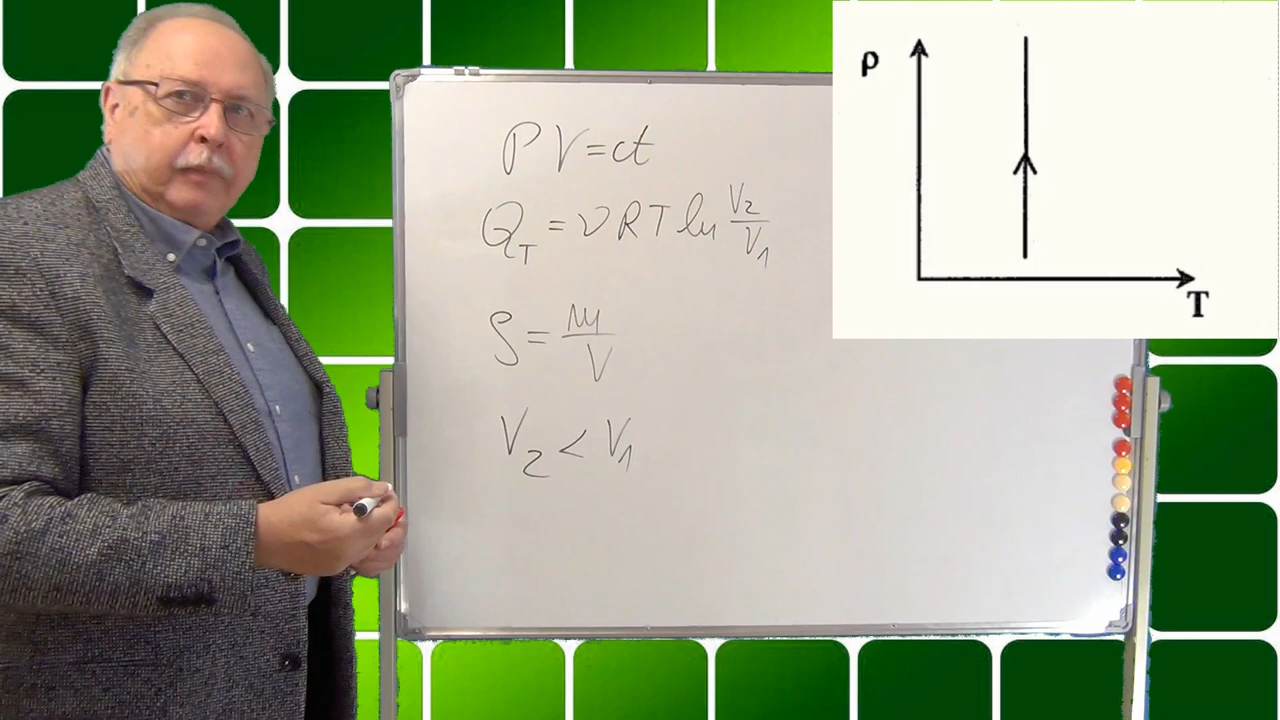 PV=ct
Q_T = νRT ln V₂/V₁
ρ = m/V
V₂ < V₁
ρ
T